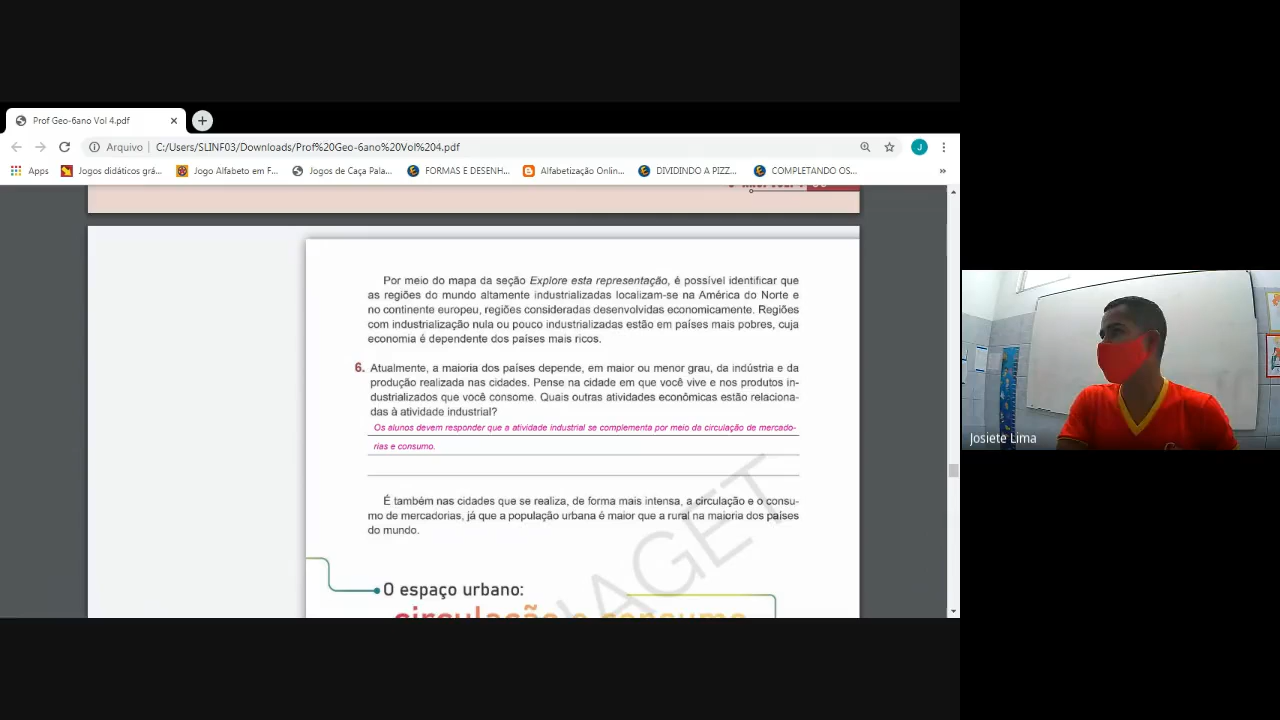 Prof Geo-6ano Vol 4.pdf
Arquivo C:/Users/SLINF03/Downloads/Prof%20Geo-6ano%20Vol%204.pdf J
Apps Jogos didáticos grá... Jogo Alfabeto em F... Jogos de Caça Pala... FORMAS E DESENH... Alfabetização Onlin... DIVIDINDO A PIZZ... COMPLETANDO OS... »
Por meio do mapa da seção Explore esta representação, é possível identificar que
as regiões do mundo altamente industrializadas localizam-se na América do Norte e
no continente europeu, regiões consideradas desenvolvidas economicamente. Regiões
com industrialização nula ou pouco industrializadas estão em países mais pobres, cuja
economia é dependente dos países mais ricos.
6. Atualmente, a maioria dos países depende, em maior ou menor grau, da indústria e da
produção realizada nas cidades. Pense na cidade em que você vive e nos produtos in-
dustrializados que você consome. Quais outras atividades econômicas estão relaciona-
das à atividade industrial?
Os alunos devem responder que a atividade industrial se complementa por meio da circulação de mercado-
rias e consumo.
É também nas cidades que se realiza, de forma mais intensa, a circulação e o consu-
mo de mercadorias, já que a população urbana é maior que a rural na maioria dos países
do mundo.
O espaço urbano:
circulação e consumo
IAGET
Josiete Lima